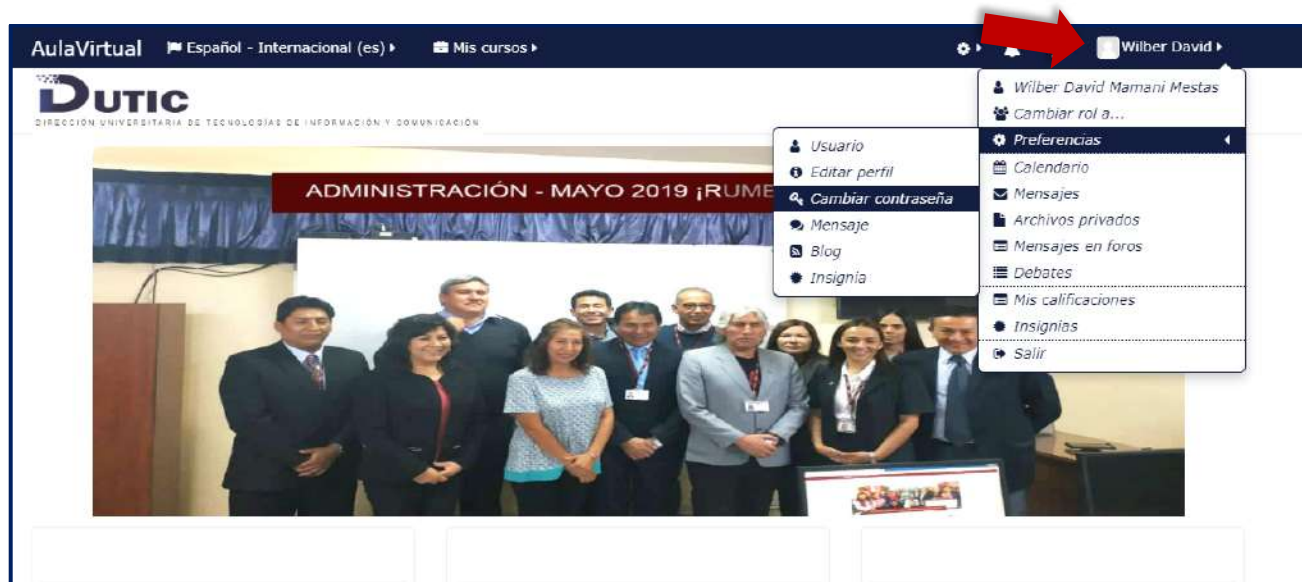 AulaVirtual Español - Internacional (es) Mis cursos Wilber David
DUTIC
DIRECCIÓN UNIVERSITARIA DE TECNOLOGÍAS DE INFORMACIÓN Y COMUNICACIÓN
Wilber David Mamani Mestas
Cambiar rol a...
Preferencias
Calendario
Mensajes
Archivos privados
Mensajes en foros
Debates
Mis calificaciones
Insignias
Salir
Usuario
Editar perfil
Cambiar contraseña
Mensaje
Blog
Insignia
ADMINISTRACIÓN - MAYO 2019 ¡RUME